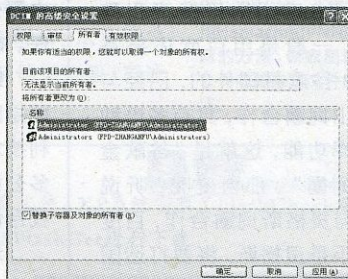 DCIM 的高级安全设置
权限 审核 所有者 有效权限
如果你有适当的权限，您就可以取得一个对象的所有权。
目前该项目的所有者
无法显示当前所有者。
将所有者更改为(O)
名称
Administrator (FPD-ZHANGANFU\Administrator)
Administrators (FPD-ZHANGANFU\Administrators)
替换子容器及对象的所有者(R)
确定 取消 应用(A)